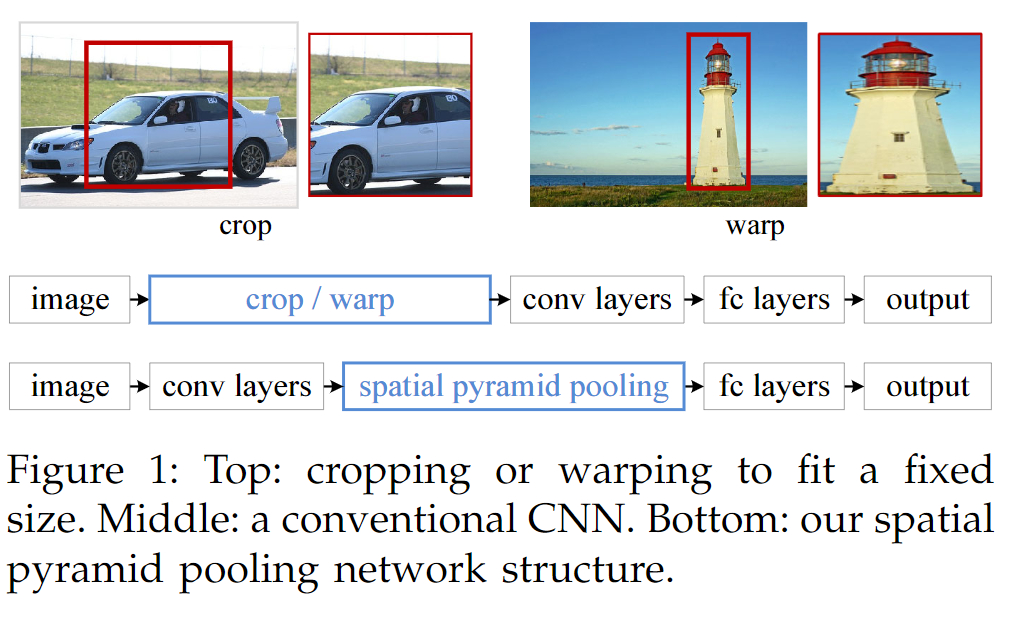 crop
warp
image crop / warp conv layers fc layers output
image conv layers spatial pyramid pooling fc layers output
Figure 1: Top: cropping or warping to fit a fixed
size. Middle: a conventional CNN. Bottom: our spatial
pyramid pooling network structure.